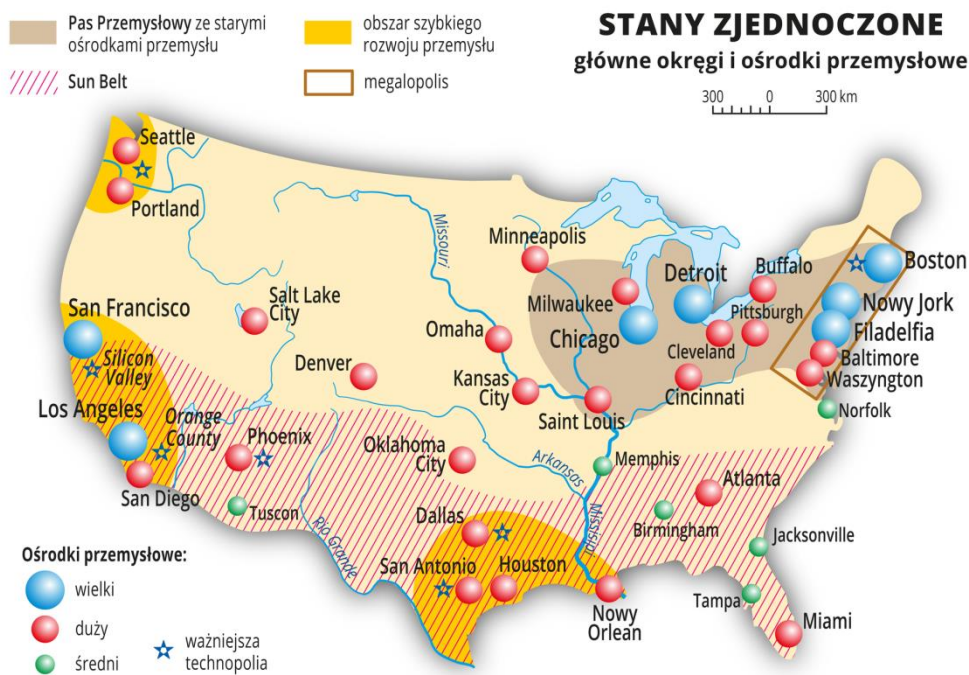 Pas Przemysłowy ze starymi
ośrodkami przemysłu
Sun Belt
obszar szybkiego
rozwoju przemysłu
megalopolis
STANY ZJEDNOCZONE
główne okręgi i ośrodki przemysłowe
300 0 300 km
Seattle
Portland
Missouri
Minneapolis
Milwaukee
Detroit
Buffalo
Boston
Nowy Jork
Filadelfia
Baltimore
Waszyngton
Norfolk
Pittsburgh
Cleveland
Chicago
Cincinnati
San Francisco
Silicon
Valley
Salt Lake
City
Denver
Omaha
Kansas
City
Saint Louis
Los Angeles
Orange
County
Phoenix
San Diego
Tuscon
Oklahoma
City
Arkansas
Memphis
Missisipi
Atlanta
Birmingham
Jacksonville
Tampa
Miami
Rio Grande
Dallas
San Antonio
Houston
Nowy
Orlean
Ośrodki przemysłowe:
wielki
duży
średni
ważniejsza
technopolia